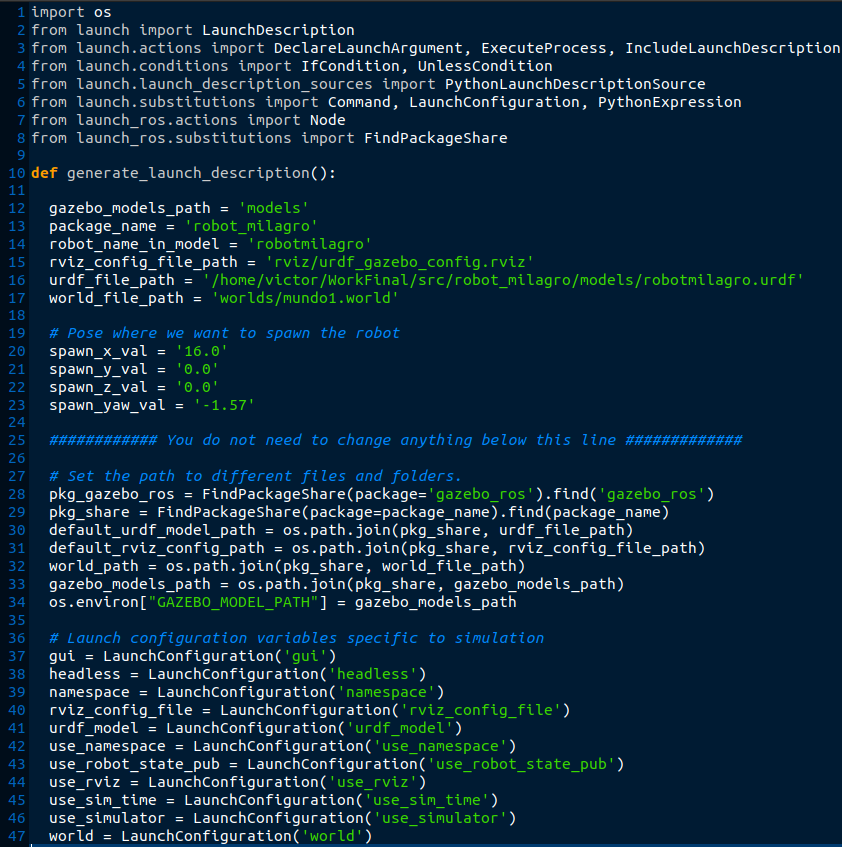 1 import os
2 from launch import LaunchDescription
3 from launch.actions import DeclareLaunchArgument, ExecuteProcess, IncludeLaunchDescription
4 from launch.conditions import IfCondition, UnlessCondition
5 from launch.launch_description_sources import PythonLaunchDescriptionSource
6 from launch.substitutions import Command, LaunchConfiguration, PythonExpression
7 from launch_ros.actions import Node
8 from launch_ros.substitutions import FindPackageShare
9
10 def generate_launch_description():
11
12   gazebo_models_path = 'models'
13   package_name = 'robot_milagro'
14   robot_name_in_model = 'robotmilagro'
15   rviz_config_file_path = 'rviz/urdf_gazebo_config.rviz'
16   urdf_file_path = '/home/victor/WorkFinal/src/robot_milagro/models/robotmilagro.urdf'
17   world_file_path = 'worlds/mundo1.world'
18
19   # Pose where we want to spawn the robot
20   spawn_x_val = '16.0'
21   spawn_y_val = '0.0'
22   spawn_z_val = '0.0'
23   spawn_yaw_val = '-1.57'
24
25   ############ You do not need to change anything below this line #############
26
27   # Set the path to different files and folders.
28   pkg_gazebo_ros = FindPackageShare(package='gazebo_ros').find('gazebo_ros')
29   pkg_share = FindPackageShare(package=package_name).find(package_name)
30   default_urdf_model_path = os.path.join(pkg_share, urdf_file_path)
31   default_rviz_config_path = os.path.join(pkg_share, rviz_config_file_path)
32   world_path = os.path.join(pkg_share, world_file_path)
33   gazebo_models_path = os.path.join(pkg_share, gazebo_models_path)
34   os.environ["GAZEBO_MODEL_PATH"] = gazebo_models_path
35
36   # Launch configuration variables specific to simulation
37   gui = LaunchConfiguration('gui')
38   headless = LaunchConfiguration('headless')
39   namespace = LaunchConfiguration('namespace')
40   rviz_config_file = LaunchConfiguration('rviz_config_file')
41   urdf_model = LaunchConfiguration('urdf_model')
42   use_namespace = LaunchConfiguration('use_namespace')
43   use_robot_state_pub = LaunchConfiguration('use_robot_state_pub')
44   use_rviz = LaunchConfiguration('use_rviz')
45   use_sim_time = LaunchConfiguration('use_sim_time')
46   use_simulator = LaunchConfiguration('use_simulator')
47   world = LaunchConfiguration('world')